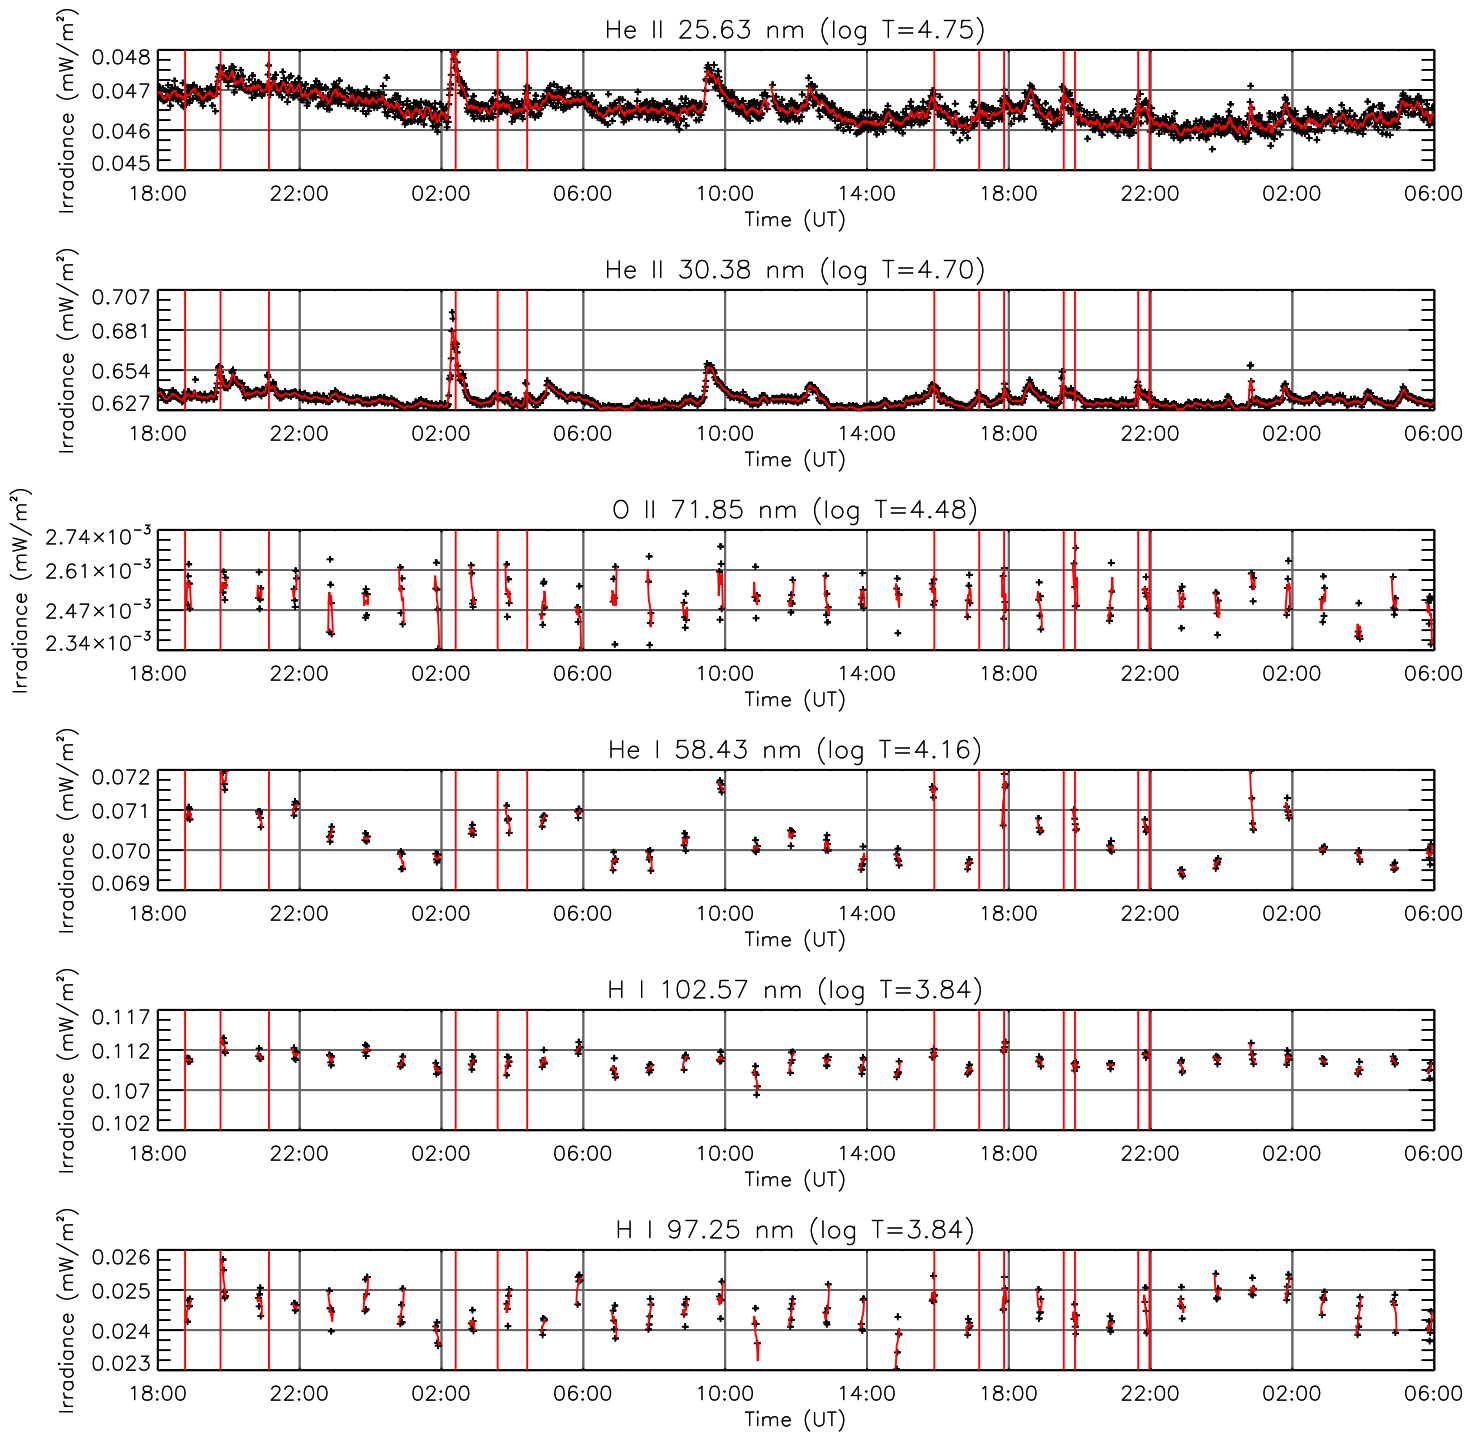 He II 25.63 nm (log T=4.75)
Irradiance (mW/m²)
0.048
0.047
0.046
0.045
18:00 22:00 02:00 06:00 10:00 14:00 18:00 22:00 02:00 06:00
Time (UT)
He II 30.38 nm (log T=4.70)
Irradiance (mW/m²)
0.707
0.681
0.654
0.627
18:00 22:00 02:00 06:00 10:00 14:00 18:00 22:00 02:00 06:00
Time (UT)
O II 71.85 nm (log T=4.48)
Irradiance (mW/m²)
2.74×10⁻³
2.61×10⁻³
2.47×10⁻³
2.34×10⁻³
18:00 22:00 02:00 06:00 10:00 14:00 18:00 22:00 02:00 06:00
Time (UT)
He I 58.43 nm (log T=4.16)
Irradiance (mW/m²)
0.072
0.071
0.070
0.069
18:00 22:00 02:00 06:00 10:00 14:00 18:00 22:00 02:00 06:00
Time (UT)
H I 102.57 nm (log T=3.84)
Irradiance (mW/m²)
0.117
0.112
0.107
0.102
18:00 22:00 02:00 06:00 10:00 14:00 18:00 22:00 02:00 06:00
Time (UT)
H I 97.25 nm (log T=3.84)
Irradiance (mW/m²)
0.026
0.025
0.024
0.023
18:00 22:00 02:00 06:00 10:00 14:00 18:00 22:00 02:00 06:00
Time (UT)